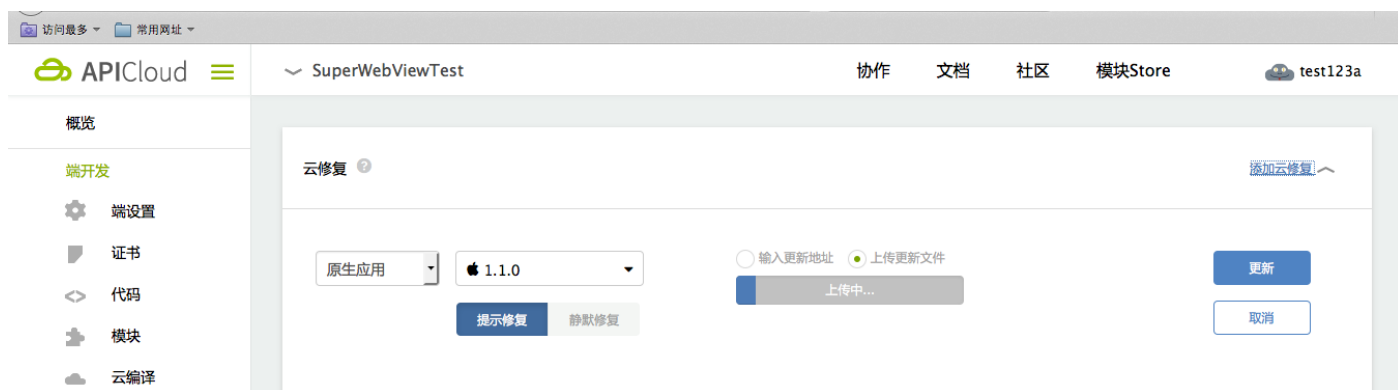 访问最多 常用网址
APICloud SuperWebViewTest 协作 文档 社区 模块Store test123a
概览
端开发
端设置
证书
代码
模块
云编译
云修复 ? 添加云修复
原生应用 1.1.0 输入更新地址 上传更新文件 更新
上传中...
提示修复 静默修复 取消